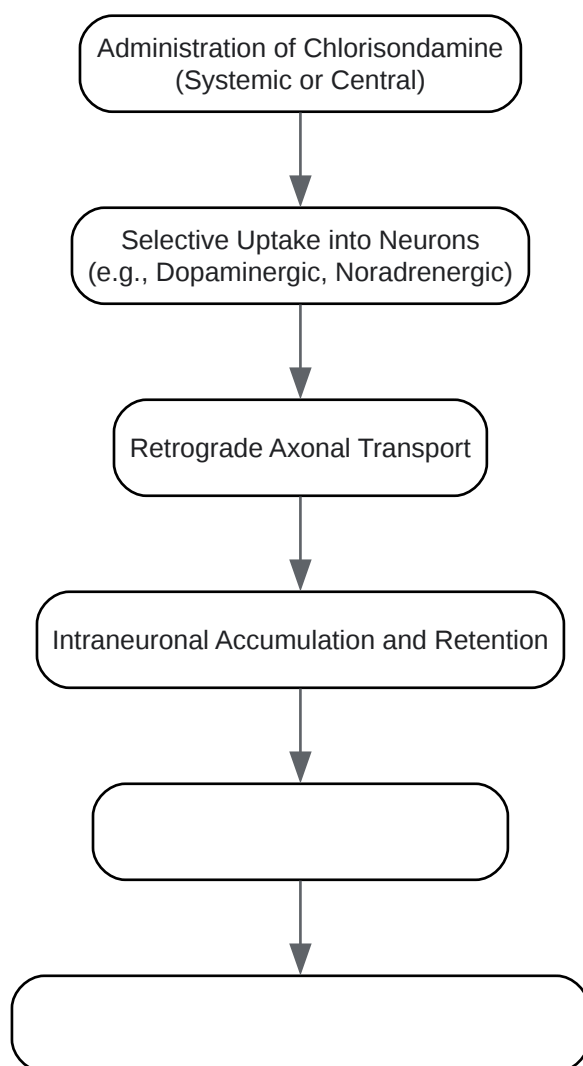 Administration of Chlorisondamine
(Systemic or Central)
Selective Uptake into Neurons
(e.g., Dopaminergic, Noradrenergic)
Retrograde Axonal Transport
Intraneuronal Accumulation and Retention